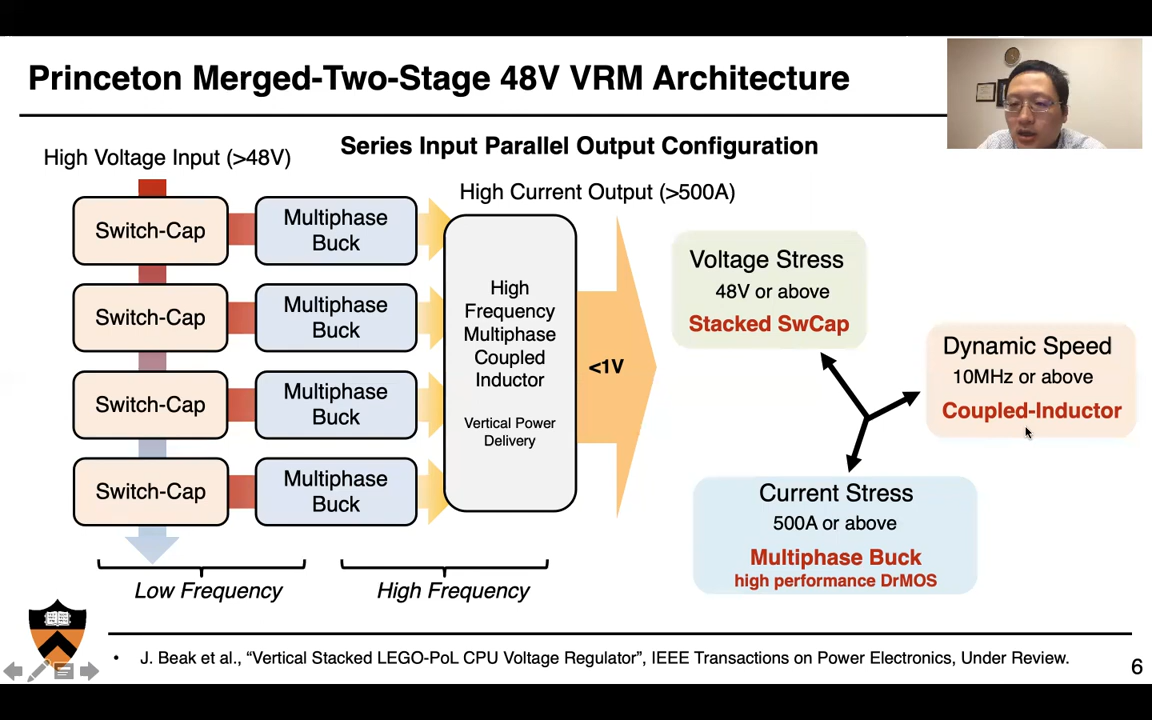 Princeton Merged-Two-Stage 48V VRM Architecture
Series Input Parallel Output Configuration
High Voltage Input (>48V)
High Current Output (>500A)
Switch-Cap
Multiphase
Buck
Switch-Cap
Multiphase
Buck
Switch-Cap
Multiphase
Buck
Switch-Cap
Multiphase
Buck
High
Frequency
Multiphase
Coupled
Inductor
Vertical Power
Delivery
<1V
Low Frequency
High Frequency
Voltage Stress
48V or above
Stacked SwCap
Dynamic Speed
10MHz or above
Coupled-Inductor
Current Stress
500A or above
Multiphase Buck
high performance DrMOS
• J. Beak et al., “Vertical Stacked LEGO-PoL CPU Voltage Regulator”, IEEE Transactions on Power Electronics, Under Review.
6